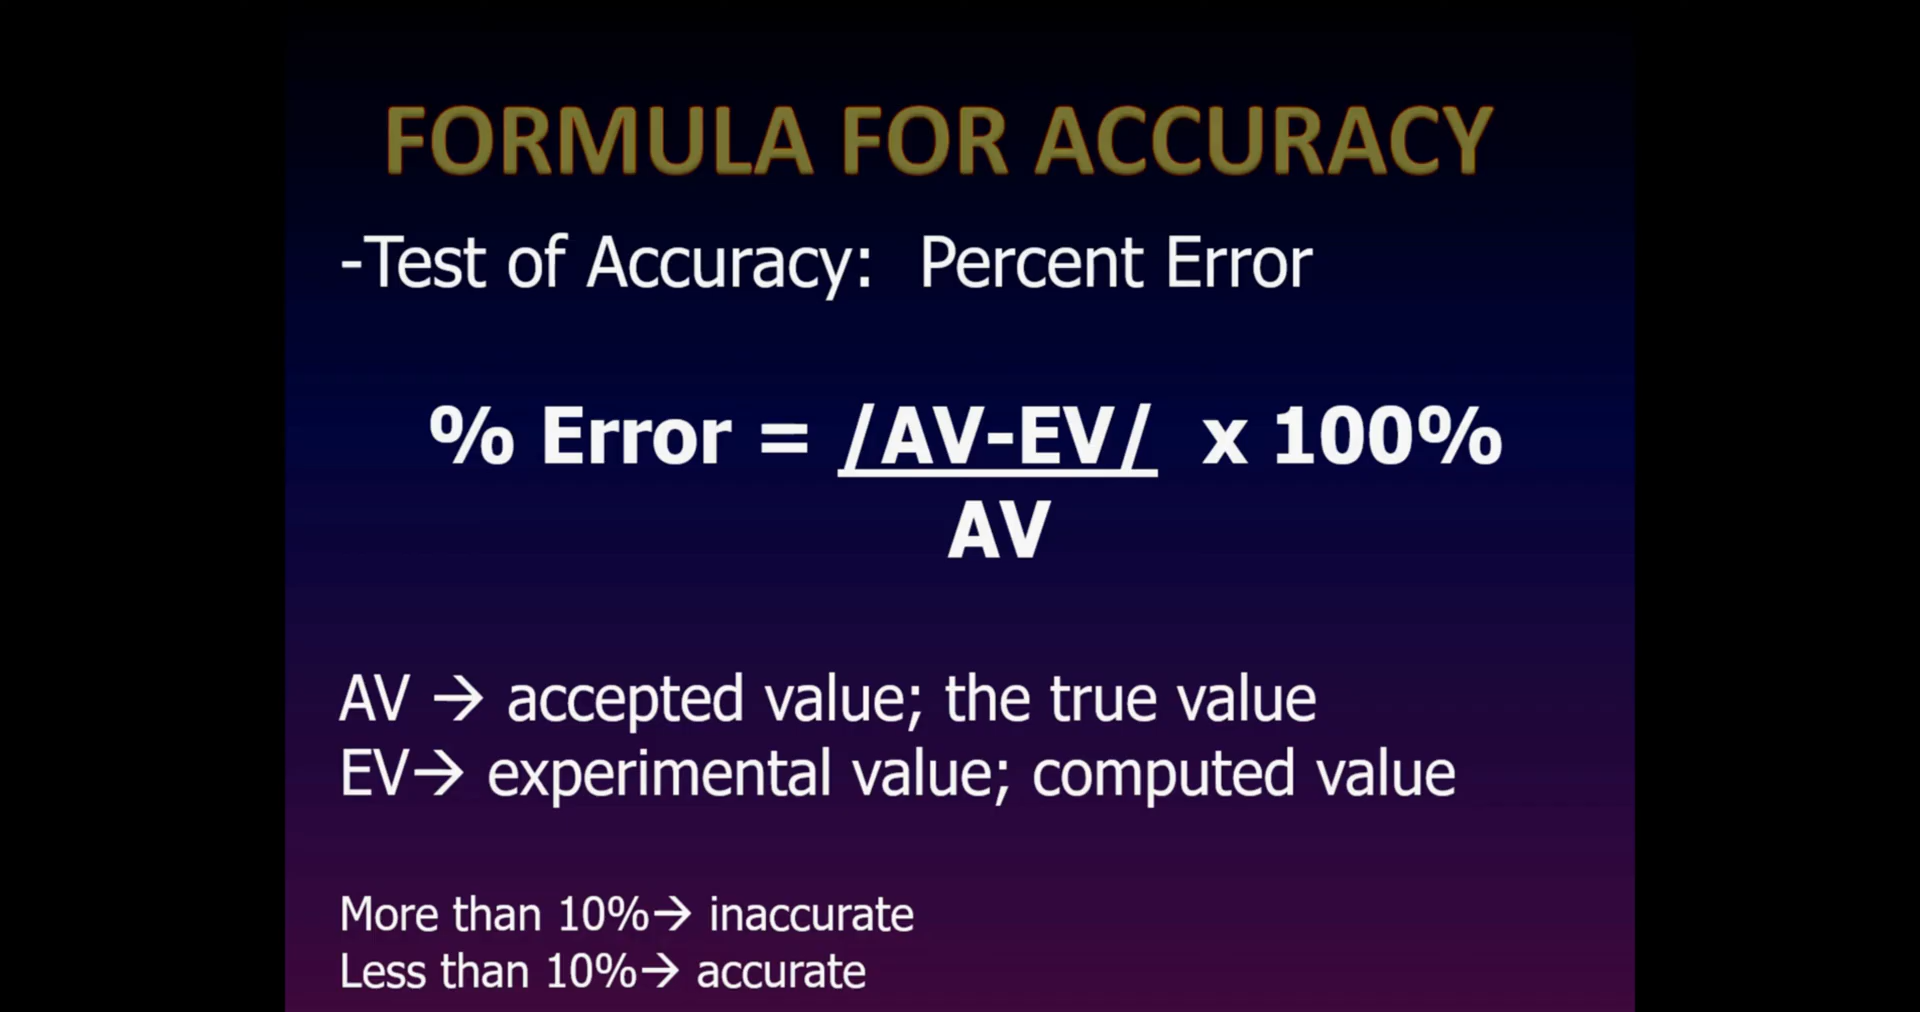 FORMULA FOR ACCURACY
-Test of Accuracy: Percent Error
% Error = /AV-EV/ x 100%
AV
AV → accepted value; the true value
EV→ experimental value; computed value
More than 10%→ inaccurate
Less than 10%→ accurate